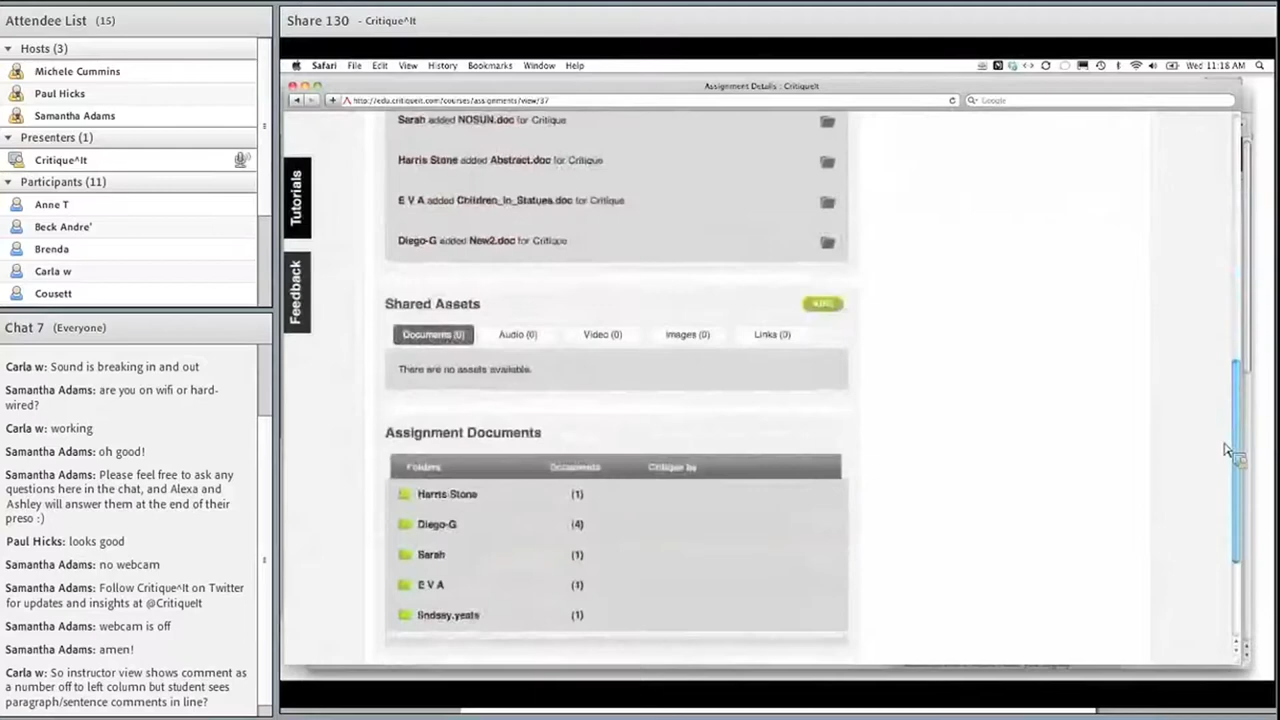 Attendee List (15)
Hosts (3)
Michele Cummins
Paul Hicks
Samantha Adams
Presenters (1)
Critique^It
Participants (11)
Anne T
Beck Andre'
Brenda
Carla w
Cousett
Chat 7 (Everyone)
Carla w: Sound is breaking in and out
Samantha Adams: are you on wifi or hard-
wired?
Carla w: working
Samantha Adams: oh good!
Samantha Adams: Please feel free to ask any
questions here in the chat, and Alexa and
Ashley will answer them at the end of their
preso :)
Paul Hicks: looks good
Samantha Adams: no webcam
Samantha Adams: Follow Critique^It on Twitter
for updates and insights at @CritiqueIt
Samantha Adams: webcam is off
Samantha Adams: amen!
Carla w: So instructor view shows comment as
a number off to left column but student sees
paragraph/sentence comments in line?
Share 130 - Critique^It
Safari File Edit View History Bookmarks Window Help Wed 11:18 AM
Assignment Details : CritiqueIt
http://edu.critiqueit.com/courses/assignments/view/37
Google
Tutorials
Feedback
Sarah added NOSUN.doc for Critique
Harris Stone added Abstract.doc for Critique
E V A added Children_In_Statues.doc for Critique
Diego-G added New2.doc for Critique
Shared Assets
Documents (0) Audio (0) Video (0) Images (0) Links (0)
There are no assets available.
Assignment Documents
Folders Documents Critique by
Harris Stone (1)
Diego-G (4)
Sarah (1)
E V A (1)
lindsay.yeats (1)